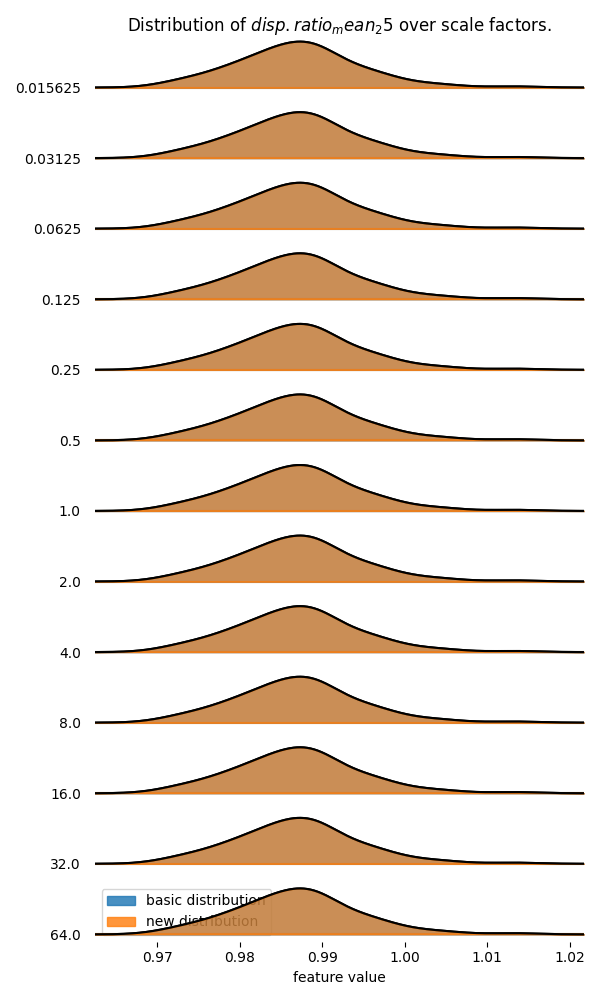 Distribution of disp.ratio_mean_25 over scale factors.
0.015625
0.03125
0.0625
0.125
0.25
0.5
1.0
2.0
4.0
8.0
16.0
32.0
basic distribution
new distribution
64.0
0.97 0.98 0.99 1.00 1.01 1.02
feature value